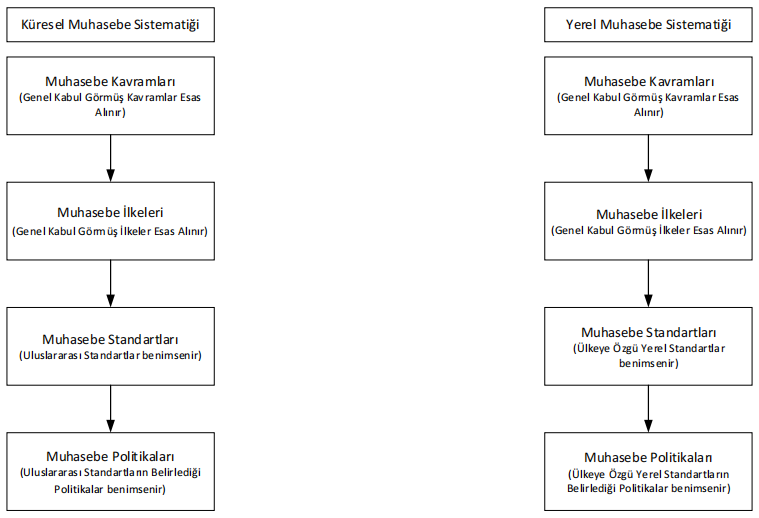 Küresel Muhasebe Sistematiği
Muhasebe Kavramları
(Genel Kabul Görmüş Kavramlar Esas
Alınır)
Muhasebe İlkeleri
(Genel Kabul Görmüş İlkeler Esas Alınır)
Muhasebe Standartları
(Uluslararası Standartlar benimsenir)
Muhasebe Politikaları
(Uluslararası Standartların Belirlediği
Politikalar benimsenir)
Yerel Muhasebe Sistematiği
Muhasebe Kavramları
(Genel Kabul Görmüş Kavramlar Esas
Alınır)
Muhasebe İlkeleri
(Genel Kabul Görmüş İlkeler Esas Alınır)
Muhasebe Standartları
(Ülkeye Özgü Yerel Standartlar
benimsenir)
Muhasebe Politikaları
(Ülkeye Özgü Yerel Standartların
Belirlediği Politikalar benimsenir)